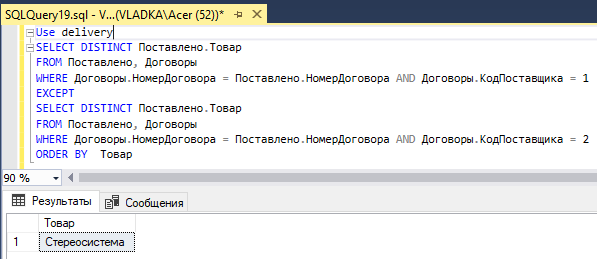 SQLQuery19.sql - V...(VLADKA\Acer (52))*
Use delivery
SELECT DISTINCT Поставлено.Товар
FROM Поставлено, Договоры
WHERE Договоры.НомерДоговора = Поставлено.НомерДоговора AND Договоры.КодПоставщика = 1
EXCEPT
SELECT DISTINCT Поставлено.Товар
FROM Поставлено, Договоры
WHERE Договоры.НомерДоговора = Поставлено.НомерДоговора AND Договоры.КодПоставщика = 2
ORDER BY  Товар
90 %
Результаты Сообщения
Товар
1 Стереосистема